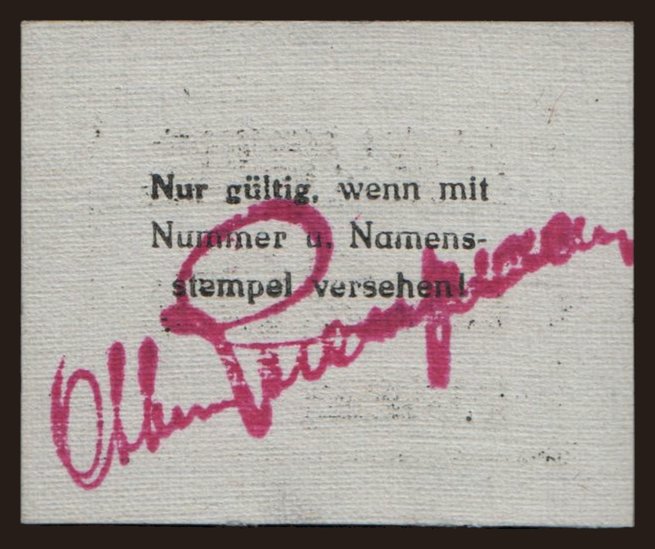 Nur gültig, wenn mit
Nummer u. Namens-
stempel versehen!